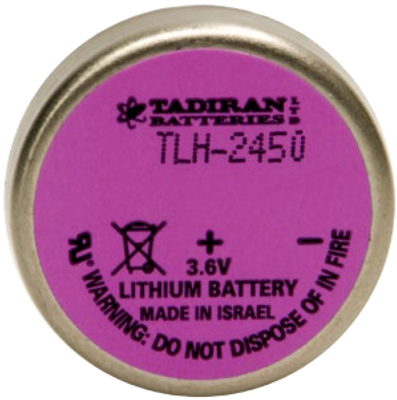 TADIRAN LTD
BATTERIES
TLH-2450
+ -
3.6V
LITHIUM BATTERY
MADE IN ISRAEL
WARNING: DO NOT DISPOSE OF IN FIRE